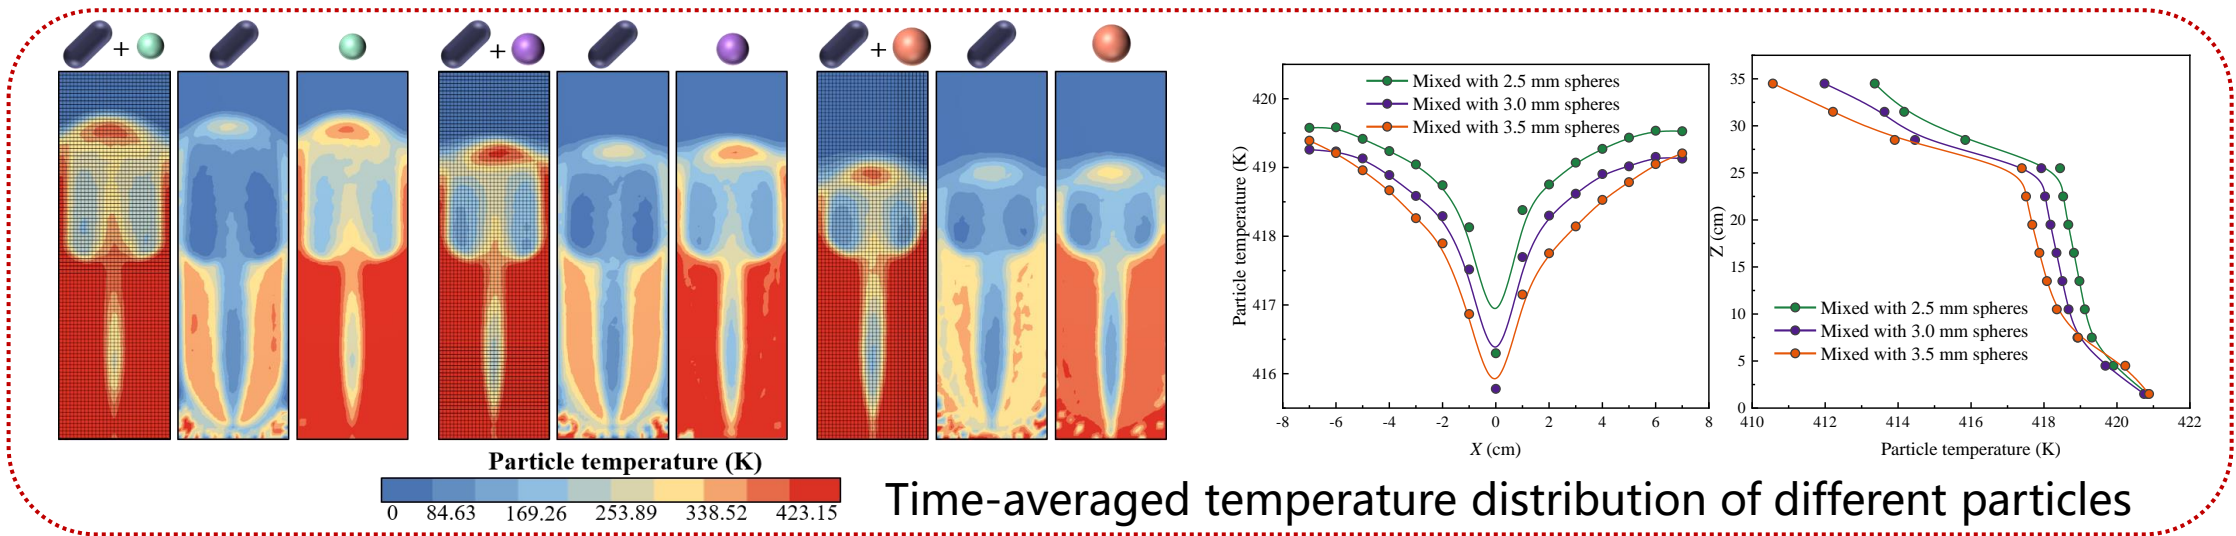 +
+
+
Particle temperature (K)
0 84.63 169.26 253.89 338.52 423.15
Particle temperature (K)
420
419
418
417
416
-8 -6 -4 -2 0 2 4 6 8
X (cm)
Mixed with 2.5 mm spheres
Mixed with 3.0 mm spheres
Mixed with 3.5 mm spheres
Z (cm)
35
30
25
20
15
10
5
0
410 412 414 416 418 420 422
Particle temperature (K)
Mixed with 2.5 mm spheres
Mixed with 3.0 mm spheres
Mixed with 3.5 mm spheres
Time-averaged temperature distribution of different particles